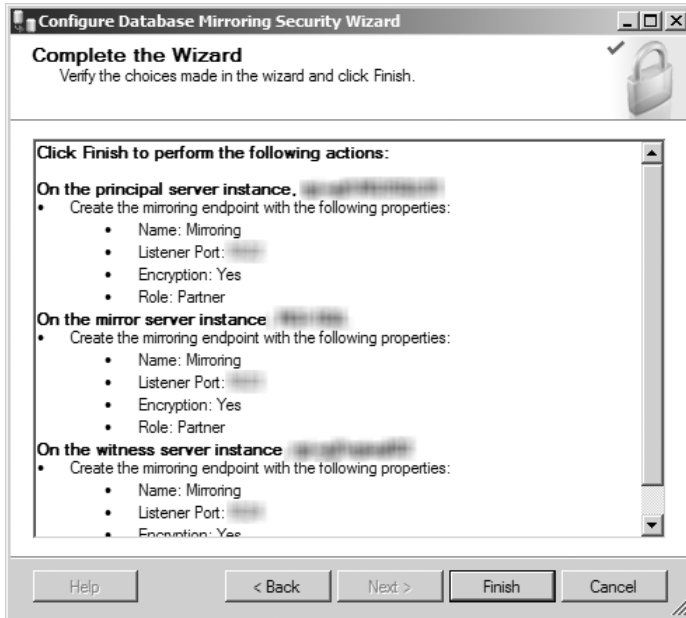 Configure Database Mirroring Security Wizard
Complete the Wizard
Verify the choices made in the wizard and click Finish.
Click Finish to perform the following actions:
On the principal server instance,
• Create the mirroring endpoint with the following properties:
• Name: Mirroring
• Listener Port:
• Encryption: Yes
• Role: Partner
On the mirror server instance
• Create the mirroring endpoint with the following properties:
• Name: Mirroring
• Listener Port:
• Encryption: Yes
• Role: Partner
On the witness server instance
• Create the mirroring endpoint with the following properties:
• Name: Mirroring
• Listener Port:
• Encryption: Yes
Help
< Back
Next >
Finish
Cancel